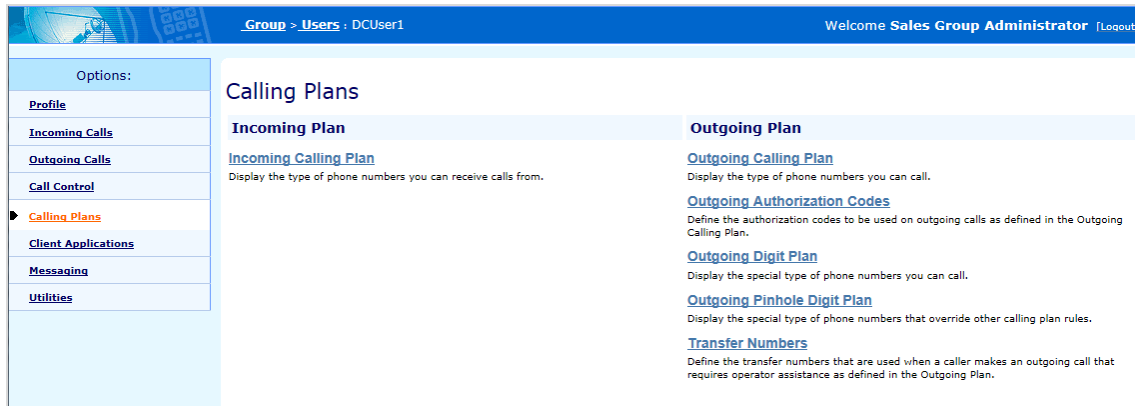 Group > Users : DCUser1
Welcome Sales Group Administrator [Logout
Options:
Profile
Incoming Calls
Outgoing Calls
Call Control
Calling Plans
Client Applications
Messaging
Utilities
Calling Plans
Incoming Plan
Incoming Calling Plan
Display the type of phone numbers you can receive calls from.
Outgoing Plan
Outgoing Calling Plan
Display the type of phone numbers you can call.
Outgoing Authorization Codes
Define the authorization codes to be used on outgoing calls as defined in the Outgoing
Calling Plan.
Outgoing Digit Plan
Display the special type of phone numbers you can call.
Outgoing Pinhole Digit Plan
Display the special type of phone numbers that override other calling plan rules.
Transfer Numbers
Define the transfer numbers that are used when a caller makes an outgoing call that
requires operator assistance as defined in the Outgoing Plan.